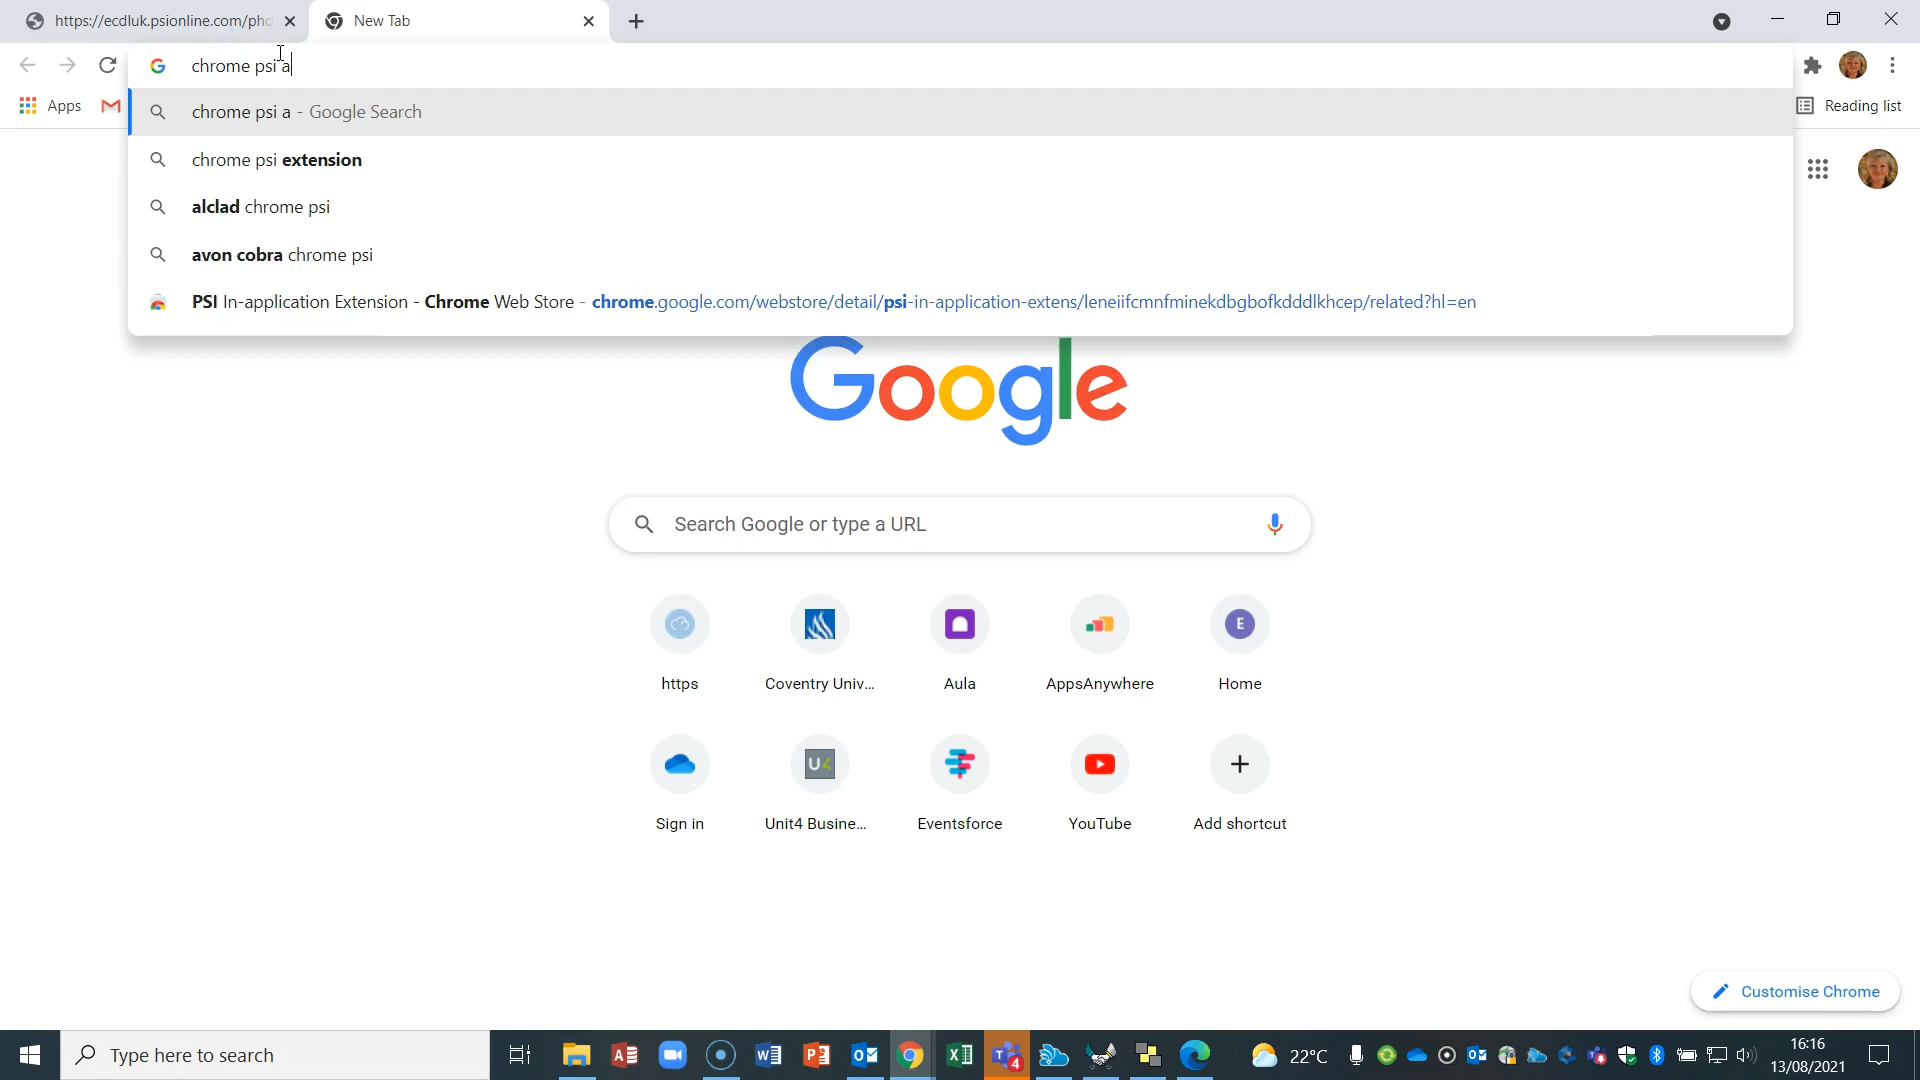 https://ecdluk.psionline.com/pho
New Tab
chrome psi a
Apps
Reading list
chrome psi a - Google Search
chrome psi extension
alclad chrome psi
avon cobra chrome psi
PSI In-application Extension - Chrome Web Store - chrome.google.com/webstore/detail/psi-in-application-extens/leneiifcmnfminekdbgbofkdddlkhcep/related?hl=en
Google
Search Google or type a URL
E
https
Coventry Univ...
Aula
AppsAnywhere
Home
U4
Sign in
Unit4 Busine...
Eventsforce
YouTube
Add shortcut
Customise Chrome
Type here to search
4
22°C
16:16
13/08/2021